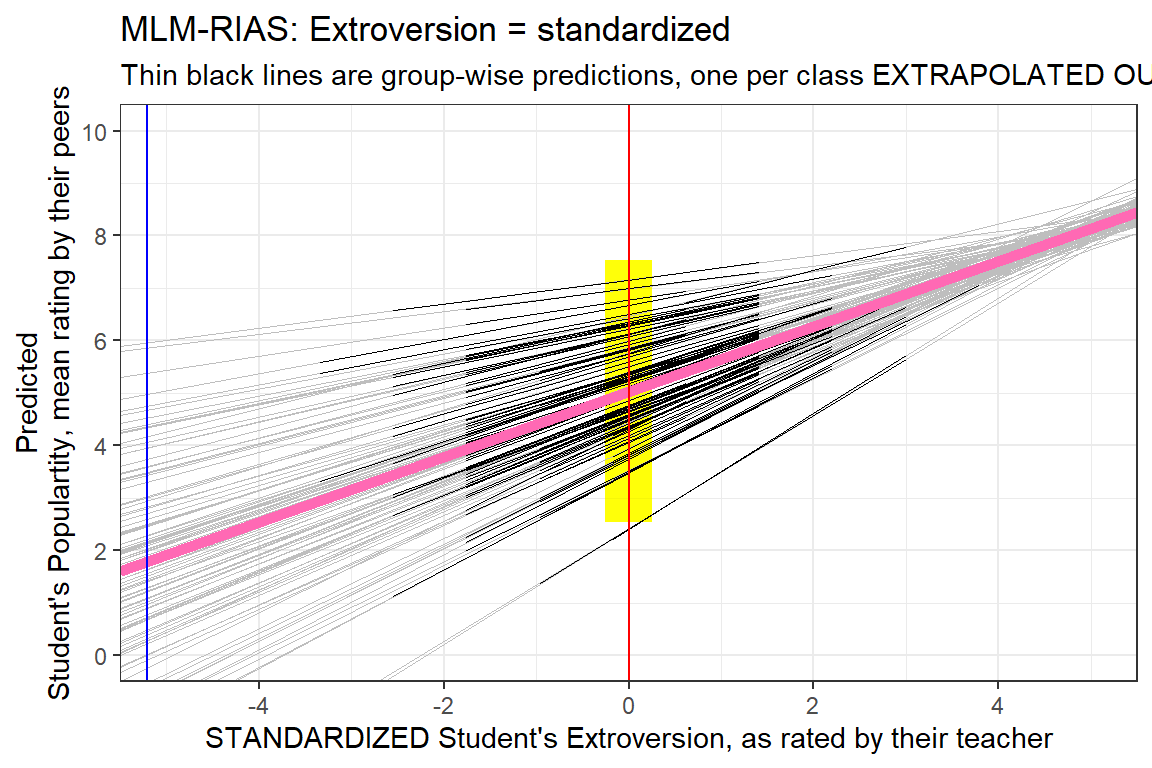 MLM-RIAS: Extroversion = standardized
Thin black lines are group-wise predictions, one per class EXTRAPOLATED OU
Predicted
Student's Populartity, mean rating by their peers
10
8
6
4
2
0
-4
-2
0
2
4
STANDARDIZED Student's Extroversion, as rated by their teacher